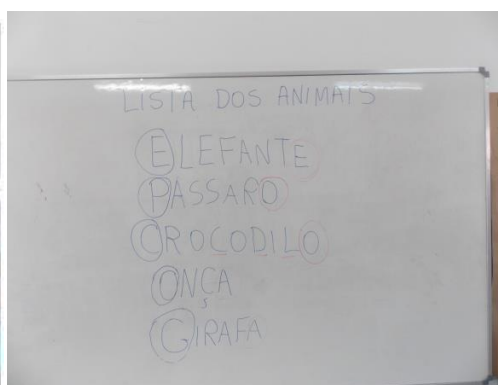 LISTA DOS ANIMAIS
ELEFANTE
PASSARO
CROCODILO
ONÇA
GIRAFA